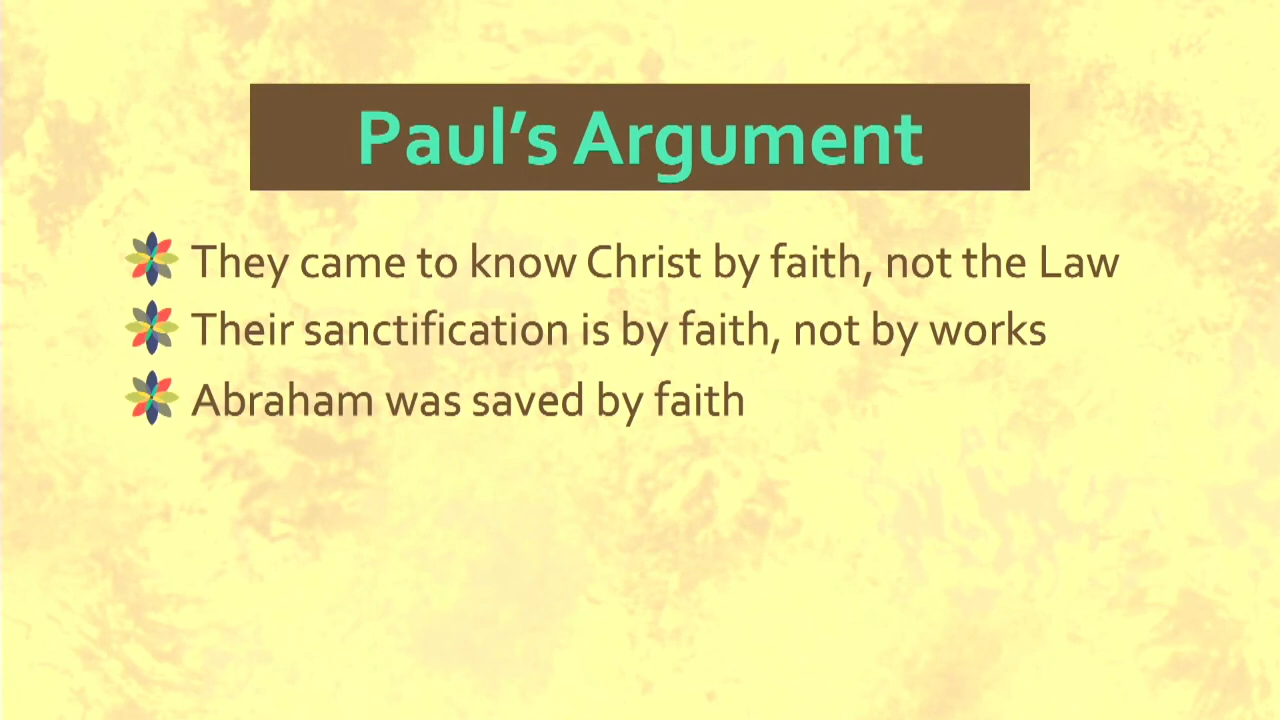 Paul’s Argument
They came to know Christ by faith, not the Law
Their sanctification is by faith, not by works
Abraham was saved by faith